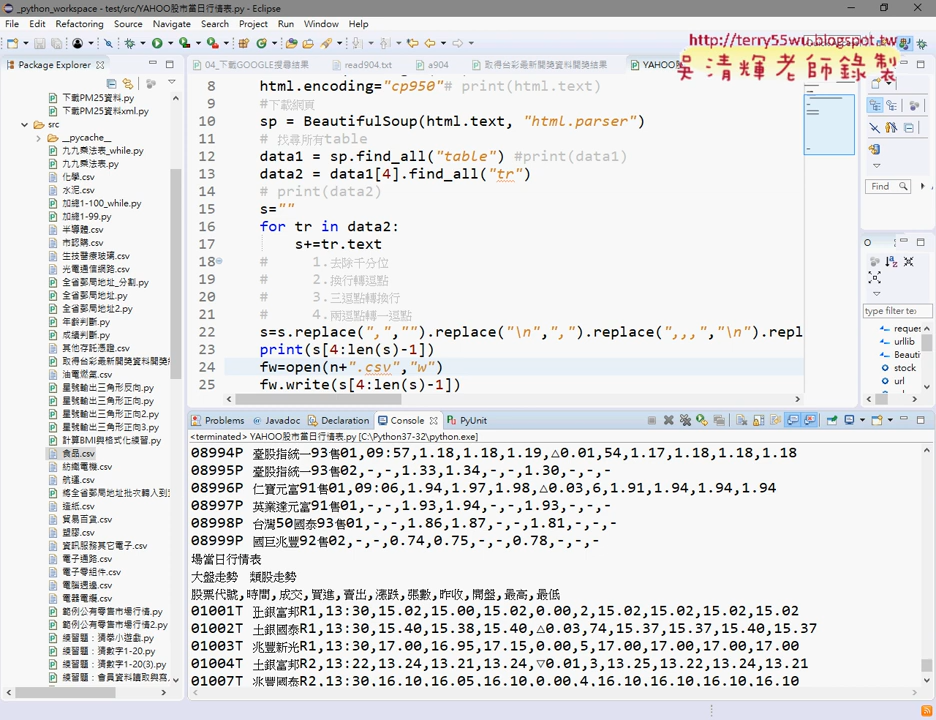 _python_workspace - test/src/YAHOO股市當日行情表.py - Eclipse
File Edit Refactoring Source Navigate Search Project Run Window Help
http://terry55wu.blogspot.tw
吳清輝老師錄製
Package Explorer
04_下載GOOGLE搜尋結果
read904.txt
a904
取得台彩最新開獎資料開獎結果
YAHOO
下載PM25資料.py
下載PM25資料xml.py
src
__pycache__
九九乘法表_while.py
九九乘法表.py
化學.csv
水泥.csv
加總1-100_while.py
加總1-99.py
半導體.csv
市認購.csv
生技醫療玻璃.csv
光電通信網路.csv
全省郵局地址_分割.py
全省郵局地址.py
全省郵局地址2.py
年齡判斷.py
成績判斷.py
其他存託憑證.csv
取得台彩最新開獎資料開獎結
油電燃氣.csv
星號輸出三角形反向.py
星號輸出三角形正向.py
星號輸出三角形正向2.py
星號輸出三角形正向3.py
計算BMI與格式化練習.py
食品.csv
紡織電機.csv
航運.csv
將全省郵局地址批次轉入到
造紙.csv
貿易百貨.csv
塑膠.csv
資訊服務其它電子.csv
電子通路.csv
電子零組件.csv
電腦週邊.csv
電器電纜.csv
範例公有零售市場行情.py
範例公有零售市場行情2.py
練習題：猜學小遊戲.py
練習題：猜數字1-20.py
練習題：猜數字1-20(3).py
練習題：會員資料讀取與寫
8 html.encoding="cp950"# print(html.text)
9 #下載網頁
10 sp = BeautifulSoup(html.text, "html.parser")
11 # 找尋所有table
12 data1 = sp.find_all("table") #print(data1)
13 data2 = data1[4].find_all("tr")
14 # print(data2)
15 s=""
16 for tr in data2:
17 s+=tr.text
18 # 1.去除千分位
19 # 2.換行轉逗點
20 # 3.三逗點轉換行
21 # 4.兩逗點轉一逗點
22 s=s.replace(",","").replace("\n",",").replace(",,,","\n").repl
23 print(s[4:len(s)-1])
24 fw=open(n+".csv","w")
25 fw.write(s[4:len(s)-1])
Find
type filter te
reques
urllib
Beauti
stock
url
Problems Javadoc Declaration Console PyUnit
<terminated> YAHOO股市當日行情表.py [C:\Python37-32\python.exe]
08994P 臺股指統一93售01,09:57,1.18,1.18,1.19,△0.01,54,1.17,1.18,1.18,1.18
08995P 臺股指統一93售02,-,-,1.33,1.34,-,-,1.30,-,-,-
08996P 仁寶元富91售01,09:06,1.94,1.97,1.98,△0.03,6,1.91,1.94,1.94,1.94
08997P 英業達元富91售01,-,-,1.93,1.94,-,-,1.93,-,-,-
08998P 台灣50國泰93售01,-,-,1.86,1.87,-,-,1.81,-,-,-
08999P 國巨兆豐92售02,-,-,0.74,0.75,-,-,0.78,-,-,-
場當日行情表
大盤走勢 類股走勢
股票代號,時間,成交,買進,賣出,漲跌,張數,昨收,開盤,最高,最低
01001T 土銀富邦R1,13:30,15.02,15.00,15.02,0.00,2,15.02,15.02,15.02,15.02
01002T 土銀國泰R1,13:30,15.40,15.38,15.40,△0.03,74,15.37,15.37,15.40,15.37
01003T 兆豐新光R1,13:30,17.00,16.95,17.15,0.00,5,17.00,17.00,17.00,17.00
01004T 土銀富邦R2,13:22,13.24,13.21,13.24,▽0.01,3,13.25,13.22,13.24,13.21
01007T 兆豐國泰R2,13:30,16.10,16.05,16.10,0.00,4,16.10,16.10,16.10,16.10